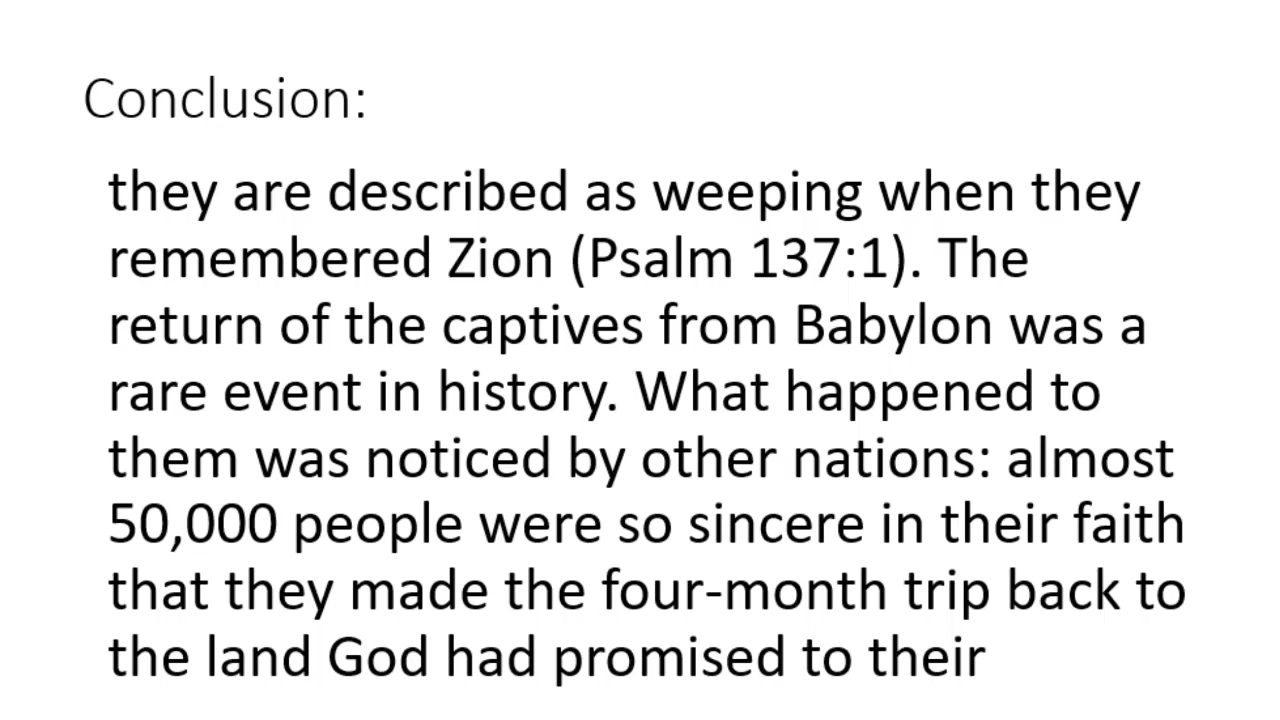 Conclusion:
they are described as weeping when they
remembered Zion (Psalm 137:1). The
return of the captives from Babylon was a
rare event in history. What happened to
them was noticed by other nations: almost
50,000 people were so sincere in their faith
that they made the four-month trip back to
the land God had promised to their